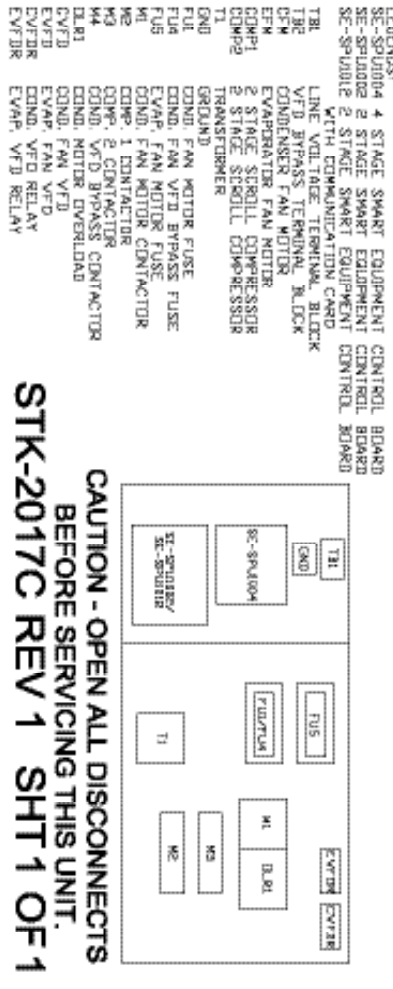 LEGENDS:
SE-SPU1004 4 STAGE SMART EQUIPMENT CONTROL BOARD
SE-SPU1002 2 STAGE SMART EQUIPMENT CONTROL BOARD
SE-SPU1012 2 STAGE SMART EQUIPMENT CONTROL BOARD
WITH COMMUNICATION CARD
TB1 LINE VOLTAGE TERMINAL BLOCK
TB2 VFD BYPASS TERMINAL BLOCK
CFM CONDENSER FAN MOTOR
EFM EVAPORATOR FAN MOTOR
COMP1 2 STAGE SCROLL COMPRESSOR
COMP2 2 STAGE SCROLL COMPRESSOR
T1 TRANSFORMER
GND GROUND
FU1 COND. FAN MOTOR FUSE
FU4 COND. FAN VFD BYPASS FUSE
FU5 EVAP. FAN MOTOR FUSE
M1 COND. FAN MOTOR CONTACTOR
M2 COMP. 1 CONTACTOR
M3 COMP. 2 CONTACTOR
M4 COND. VFD BYPASS CONTACTOR
OLR1 COND. MOTOR OVERLOAD
CVFD COND. FAN VFD
EVFD EVAP. FAN VFD
CVFDR COND. VFD RELAY
EVFDR EVAP. VFD RELAY
TB1
GND
FU5
EVFDR
CVFDR
SE-SPU1004
FU1/FU4
M1
OLR1
M3
SE-SPU1002/
SE-SPU1012
T1
M2
CAUTION - OPEN ALL DISCONNECTS
BEFORE SERVICING THIS UNIT.
STK-2017C REV 1 SHT 1 OF 1